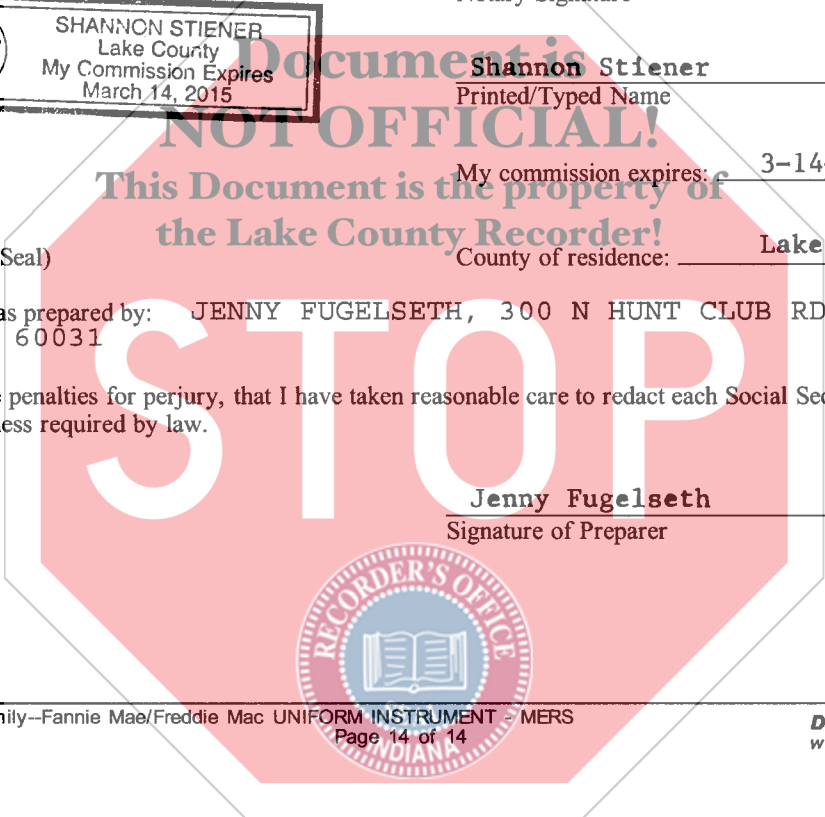 Notary Signature
SHANNON STIENER
Lake County
My Commission Expires
March 14, 2015
Document is
NOT OFFICIAL!
This Document is the property of
the Lake County Recorder!
Shannon Stiener
Printed/Typed Name
My commission expires: 3-14-
Seal)
County of residence: Lake
as prepared by: JENNY FUGELSETH, 300 N HUNT CLUB RD
60031
penalties for perjury, that I have taken reasonable care to redact each Social Sec
ess required by law.
STOP
Jenny Fugelseth
Signature of Preparer
RECORDER'S OFFICE
INDIANA
ily--Fannie Mae/Freddie Mac UNIFORM INSTRUMENT - MERS
Page 14 of 14
D
w